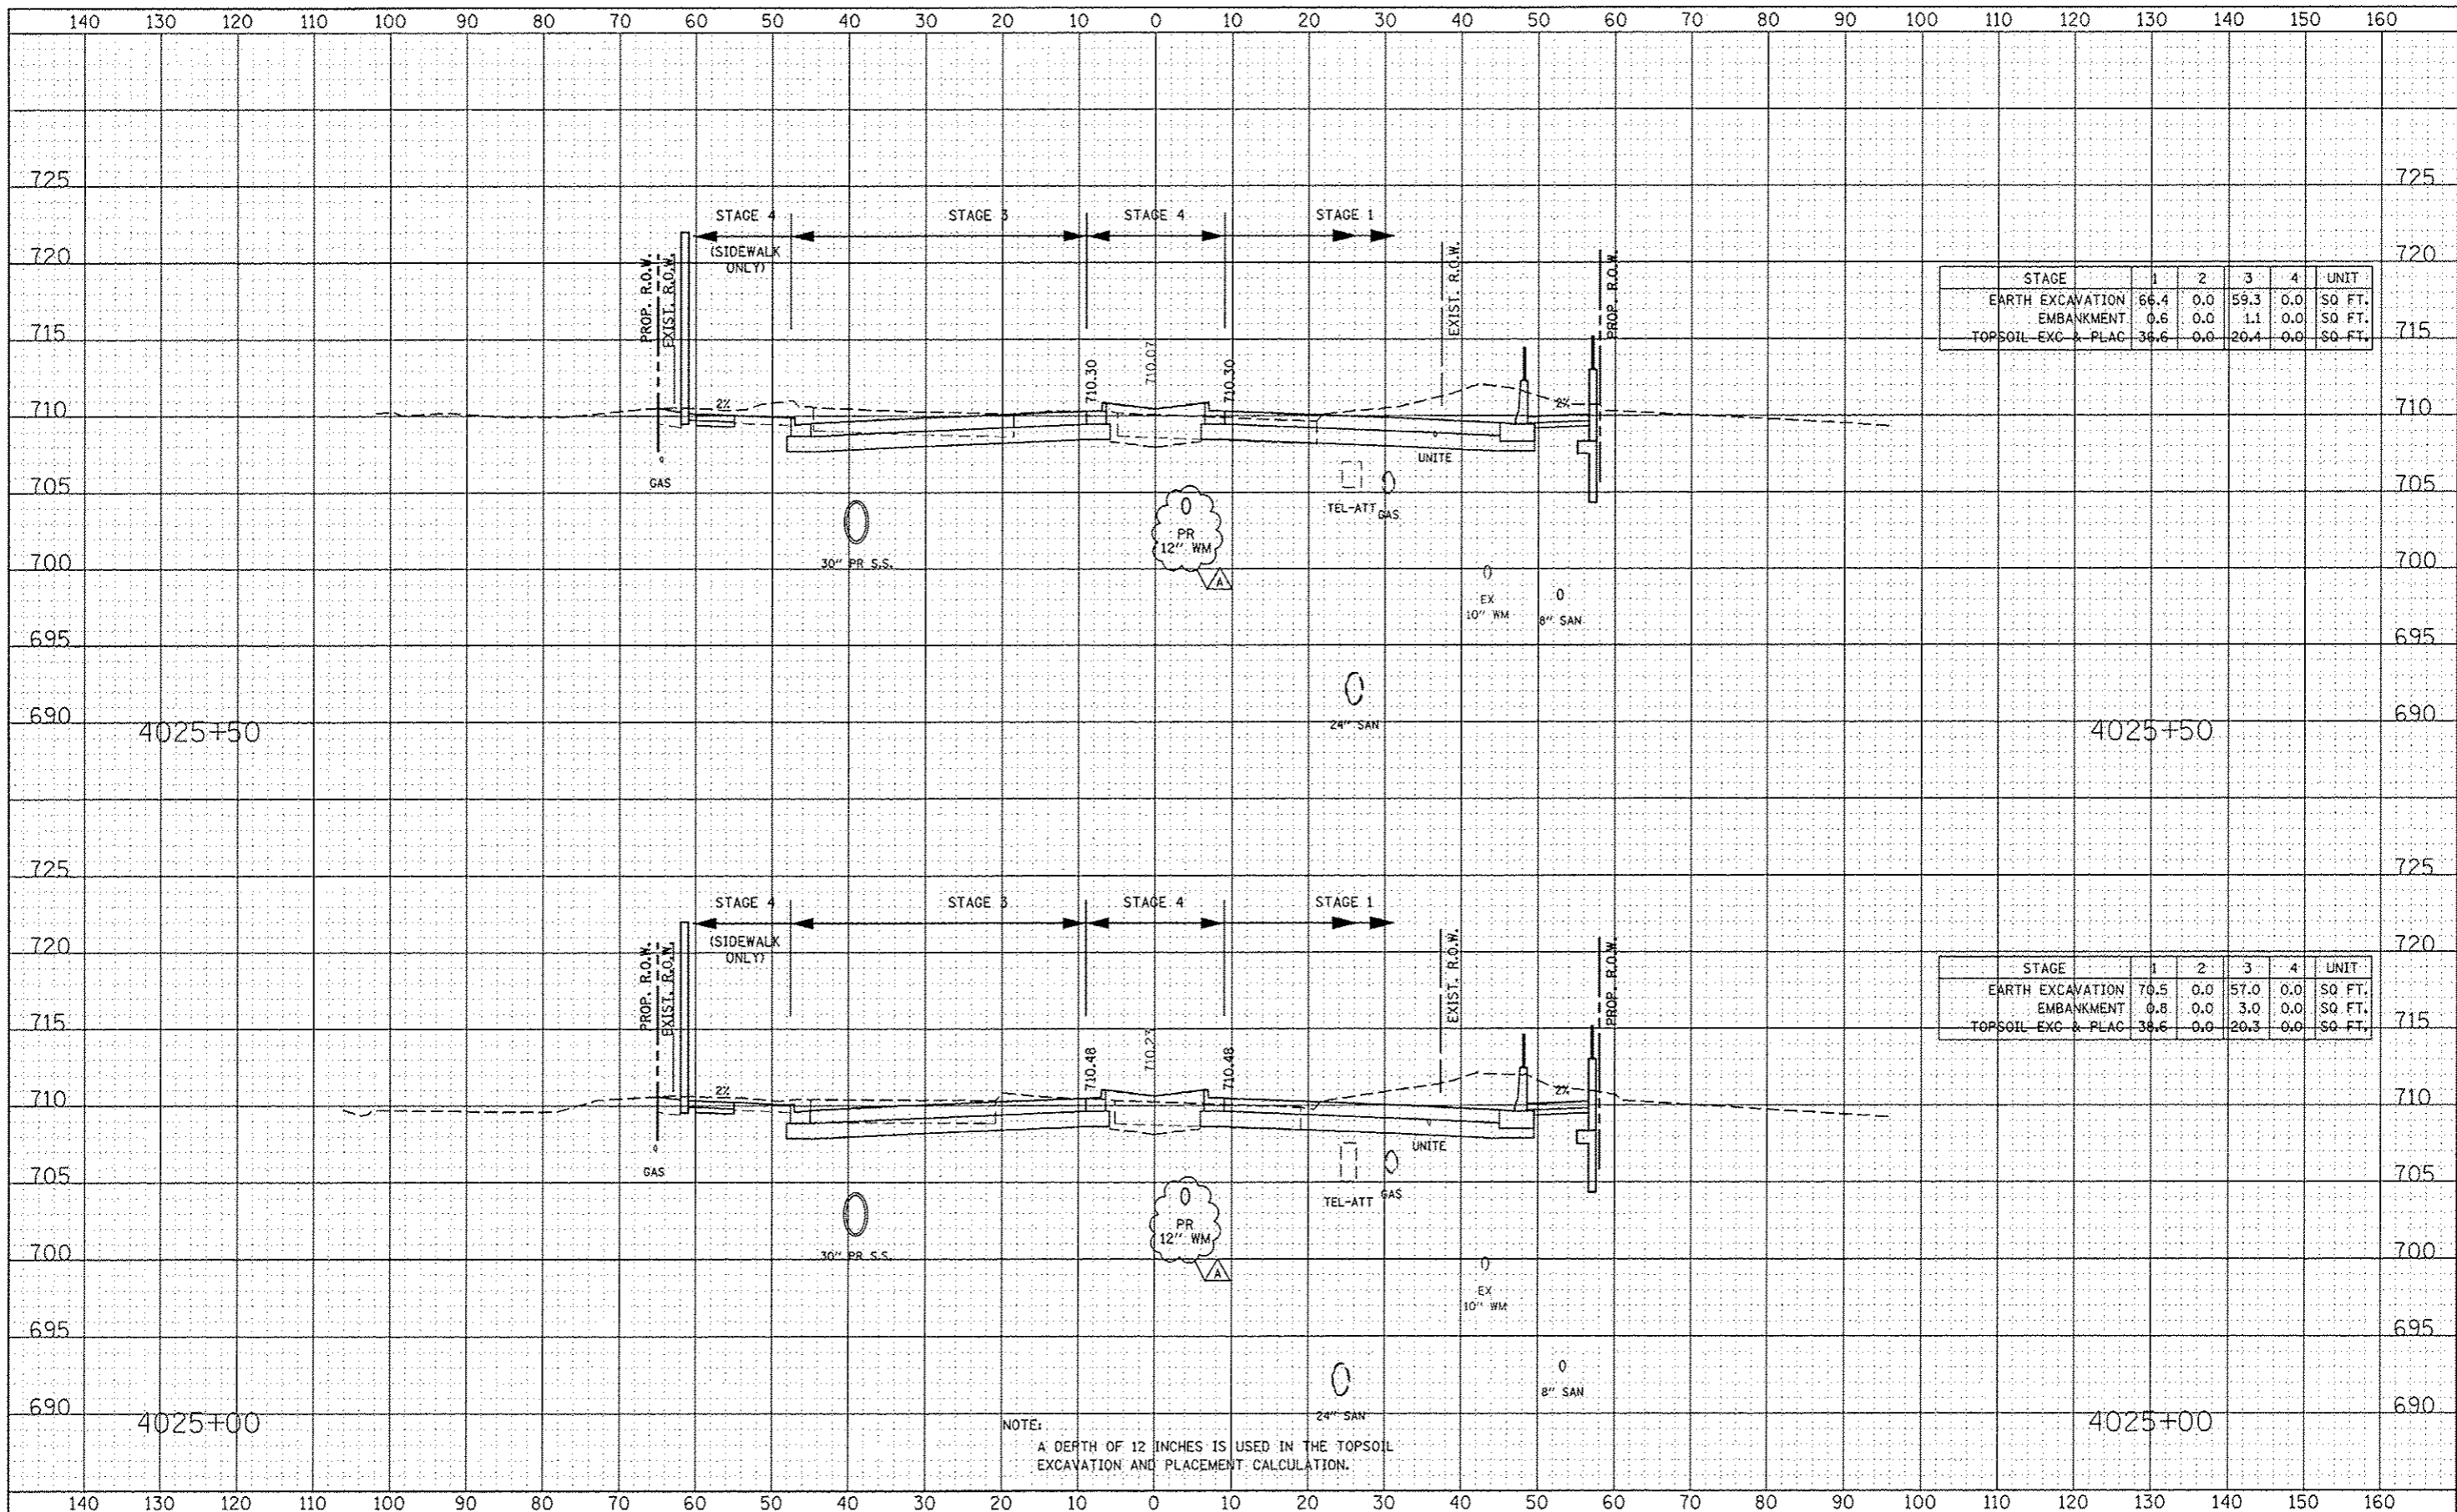 140 130 120 110 100 90 80 70 60 50 40 30 20 10 0 10 20 30 40 50 60 70 80 90 100 110 120 130 140 150 160
725 725
STAGE 4 STAGE 3 STAGE 4 STAGE 1
(SIDEWALK
ONLY)
720 720
PROP. R.O.W.
EXIST. R.O.W.
EXIST. R.O.W.
PROP. R.O.W.
STAGE 1 2 3 4 UNIT
EARTH EXCAVATION 66.4 0.0 59.3 0.0 SQ FT.
EMBANKMENT 0.6 0.0 1.1 0.0 SQ FT.
TOPSOIL EXC & PLAC 36.6 0.0 20.4 0.0 SQ FT.
715 715
710.30
710.07
710.30
710 2% 2% 710
UNITE
GAS
705 705
TEL-ATT GAS
PR
12" WM
30" PR S.S.
700 700
A
EX
10" WM
8" SAN
695 695
690 690
24" SAN
4025+50 4025+50
725 725
STAGE 4 STAGE 3 STAGE 4 STAGE 1
(SIDEWALK
ONLY)
720 720
PROP. R.O.W.
EXIST. R.O.W.
EXIST. R.O.W.
PROP. R.O.W.
STAGE 1 2 3 4 UNIT
EARTH EXCAVATION 70.5 0.0 57.0 0.0 SQ FT.
EMBANKMENT 0.8 0.0 3.0 0.0 SQ FT.
TOPSOIL EXC & PLAC 38.6 0.0 20.3 0.0 SQ FT.
715 715
710.48
710.48
710 2% 2% 710
UNITE
GAS
705 705
TEL-ATT GAS
PR
12" WM
30" PR S.S.
700 700
A
EX
10" WM
695 695
8" SAN
690 690
24" SAN
4025+00 4025+00
NOTE:
A DEPTH OF 12 INCHES IS USED IN THE TOPSOIL
EXCAVATION AND PLACEMENT CALCULATION.
140 130 120 110 100 90 80 70 60 50 40 30 20 10 0 10 20 30 40 50 60 70 80 90 100 110 120 130 140 150 160